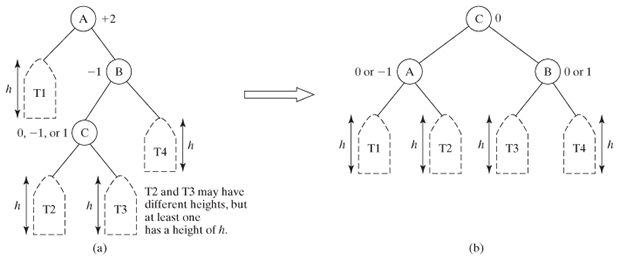 A +2
-1 B
h T1
0, -1, or 1 C
T4 h
h T2
h T3
T2 and T3 may have
different heights, but
at least one
has a height of h.
(a)
C 0
0 or -1 A
B 0 or 1
h T1
h T2
h T3
T4 h
(b)